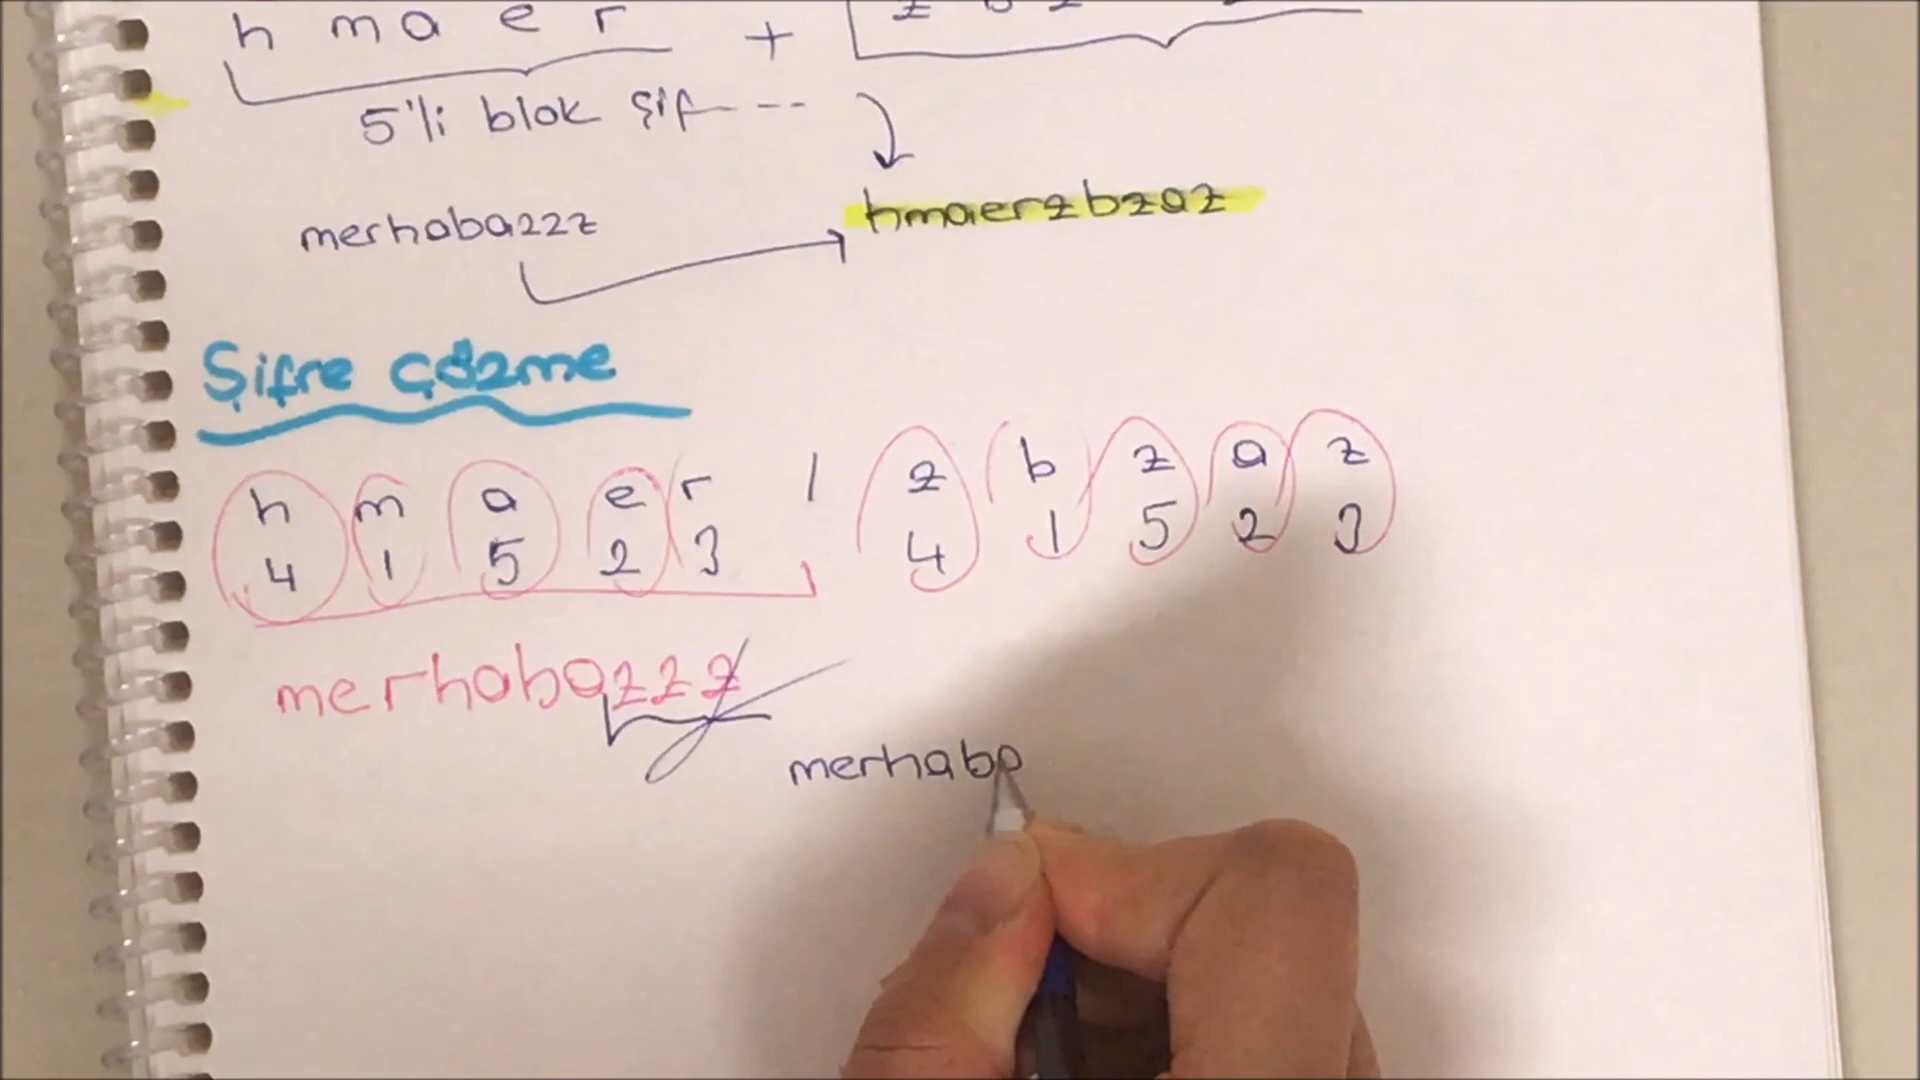 h m a e r + z b z
5'li blok şif----
merhabazzz
hmaerzbzaz
Şifre Çözme
h m a e r / z b z a z
4 1 5 2 3 4 1 5 2 3
merhabazzz
merhaba